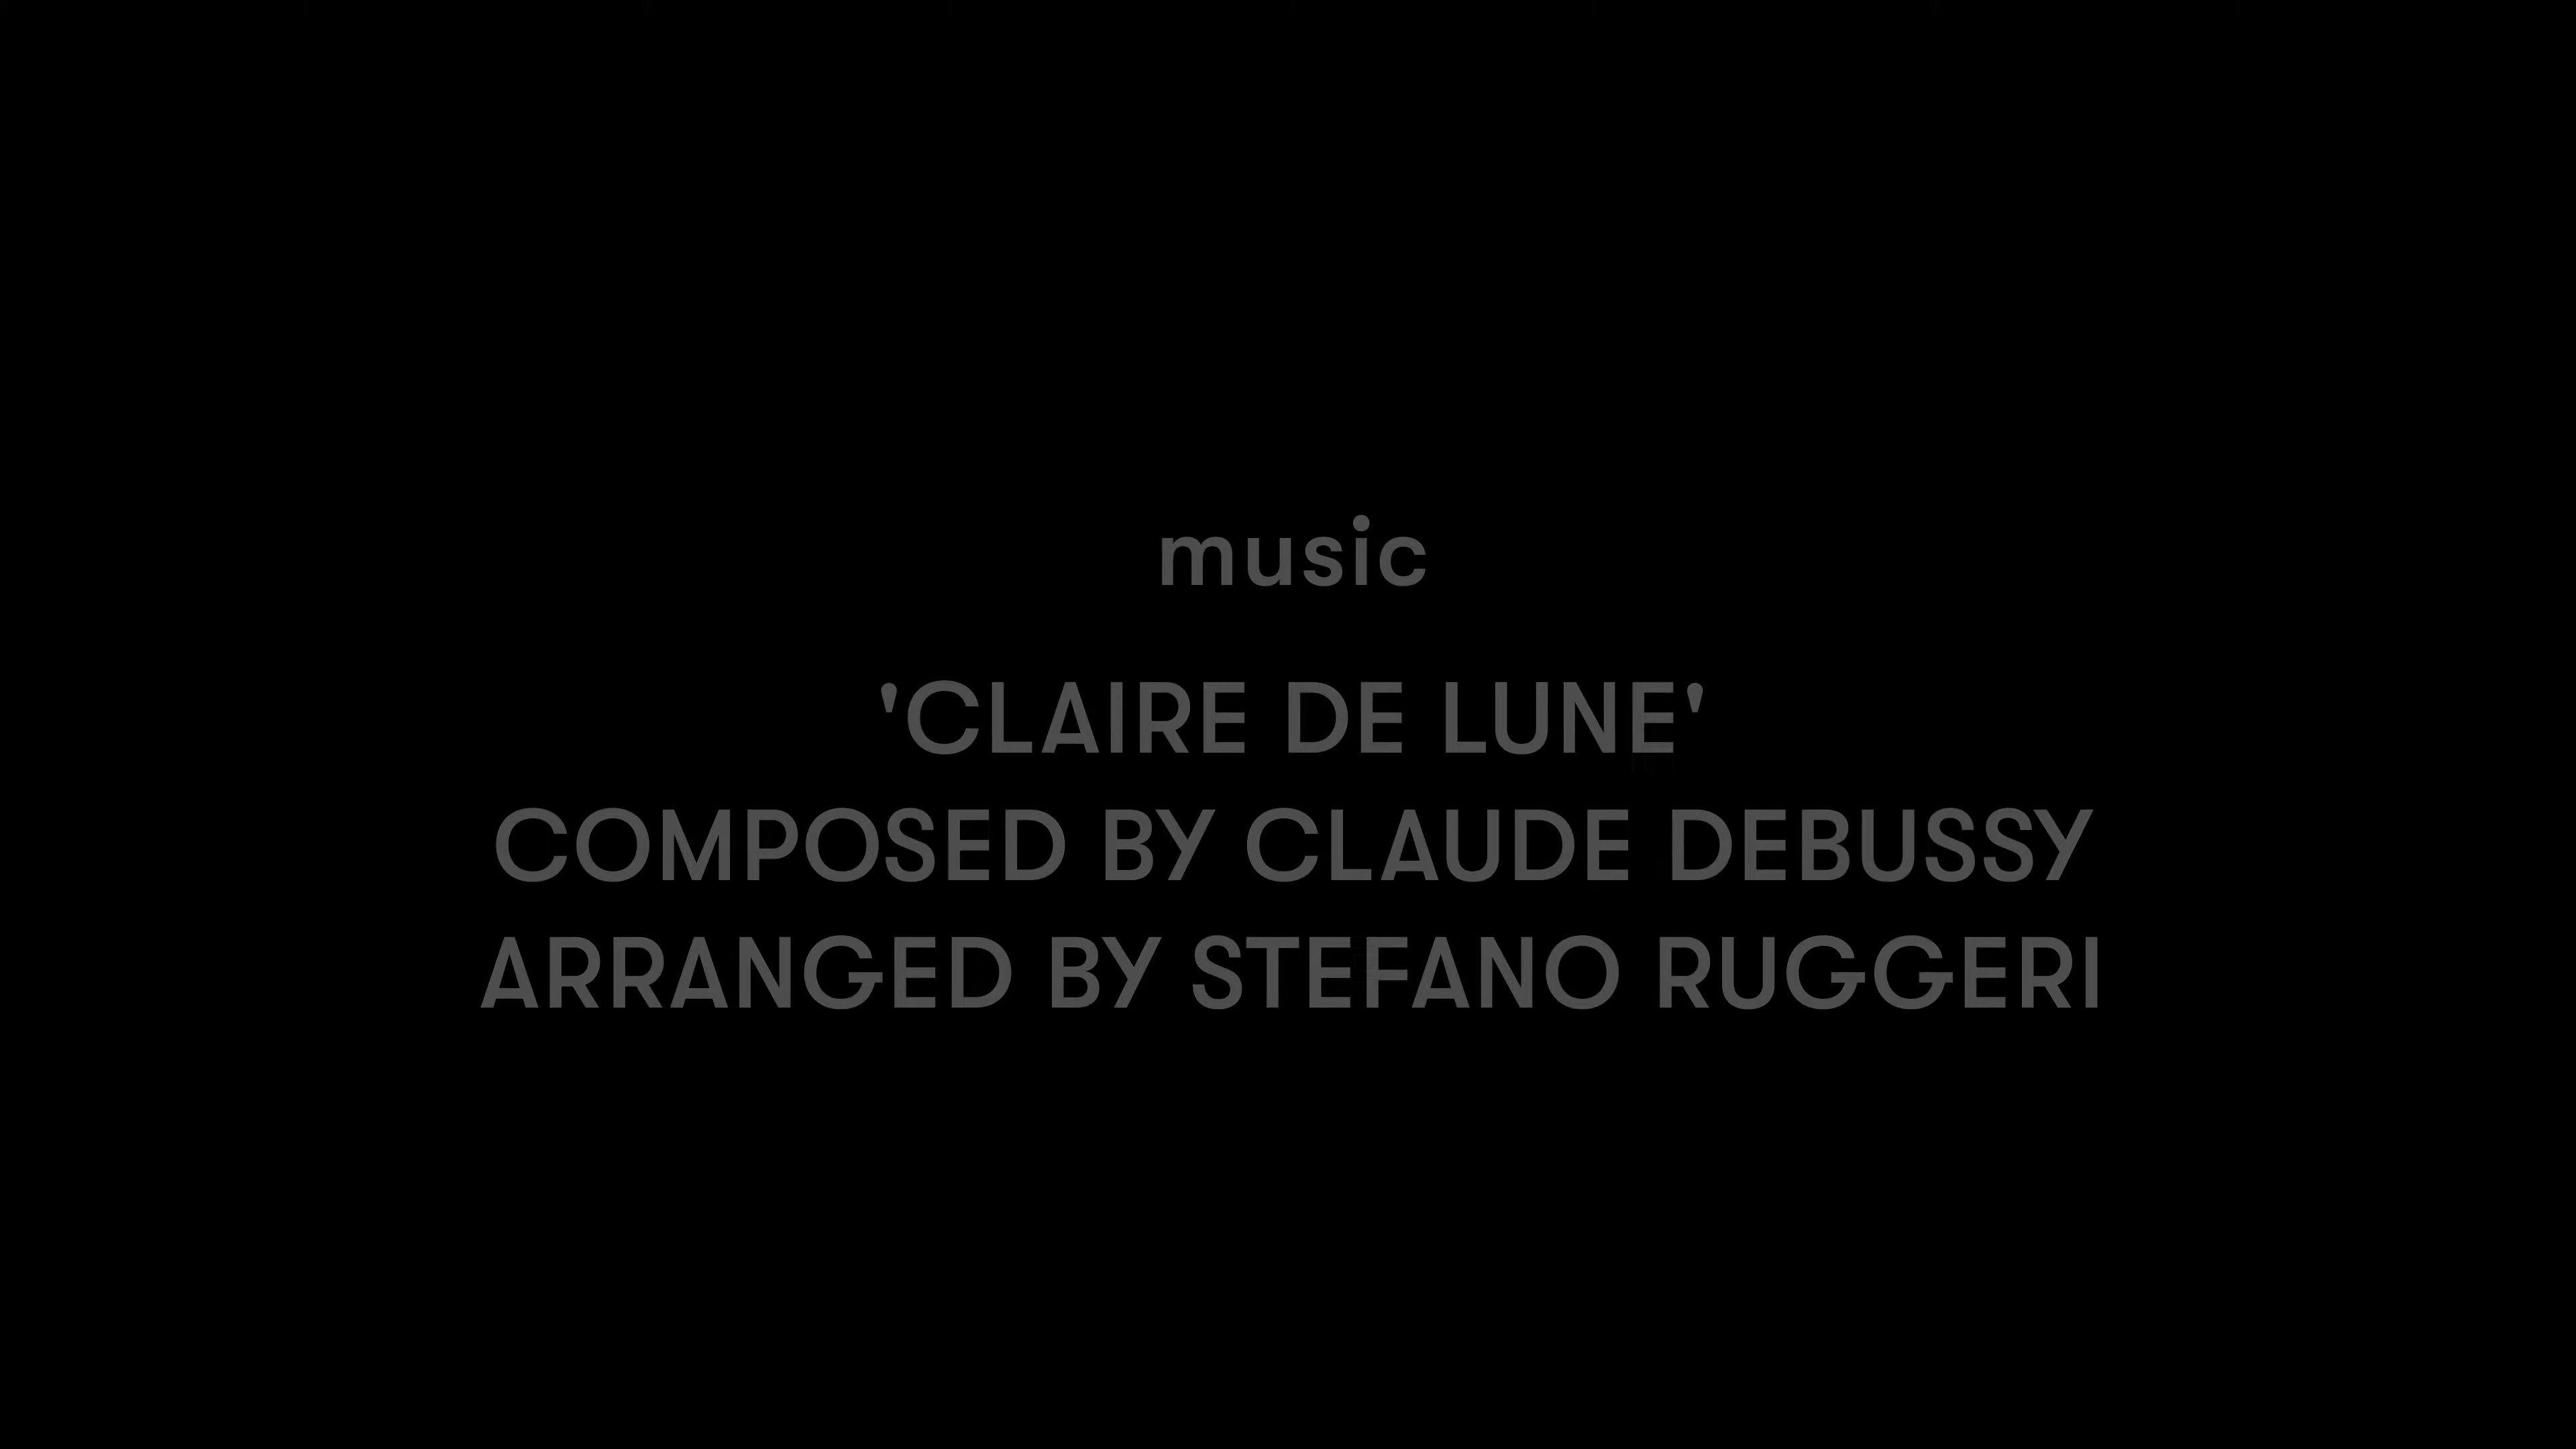 music
'CLAIRE DE LUNE'
COMPOSED BY CLAUDE DEBUSSY
ARRANGED BY STEFANO RUGGERI